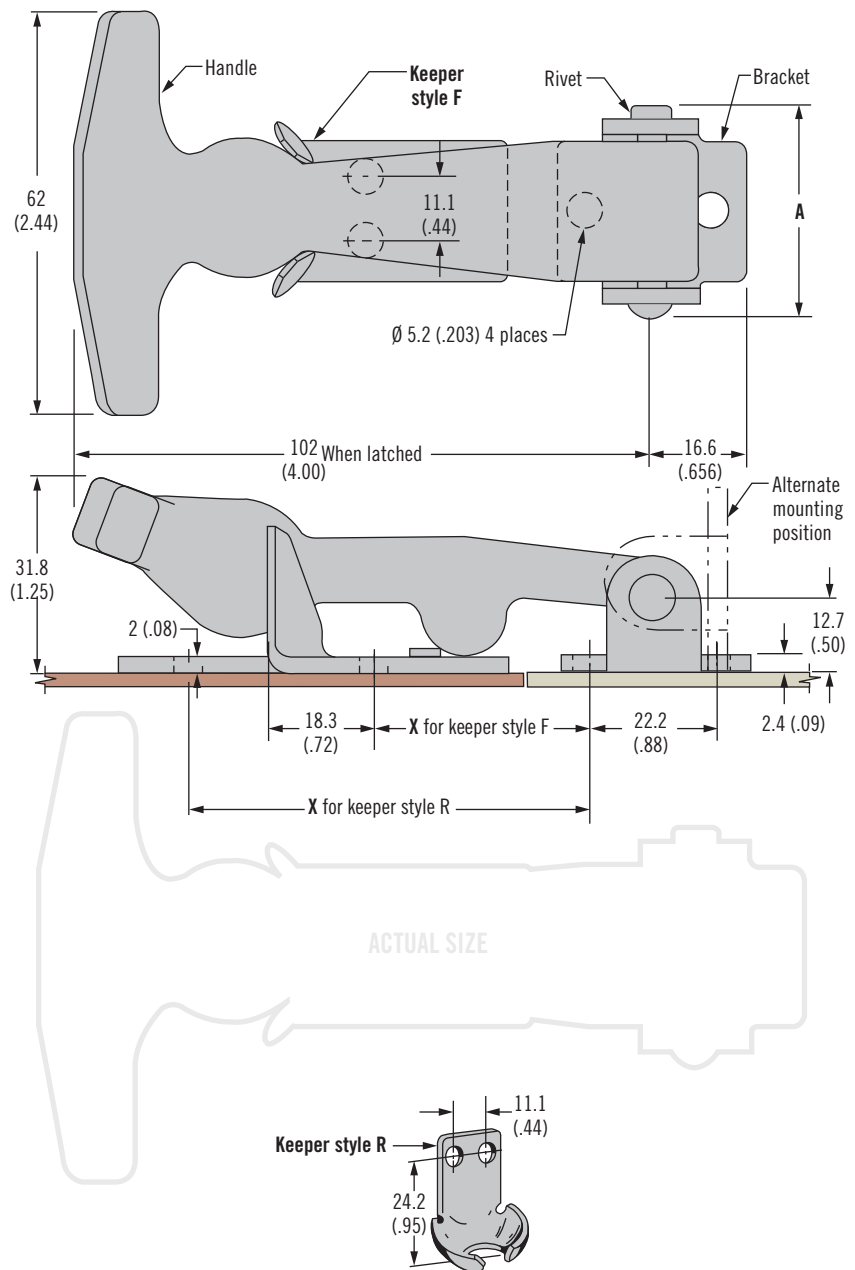 Handle
Keeper
style F
Rivet
Bracket
62
(2.44)
11.1
(.44)
A
Ø 5.2 (.203) 4 places
102 When latched
(4.00)
16.6
(.656)
Alternate
mounting
position
31.8
(1.25)
2 (.08)
12.7
(.50)
18.3
(.72)
X for keeper style F
22.2
(.88)
2.4 (.09)
X for keeper style R
ACTUAL SIZE
11.1
(.44)
Keeper style R
24.2
(.95)